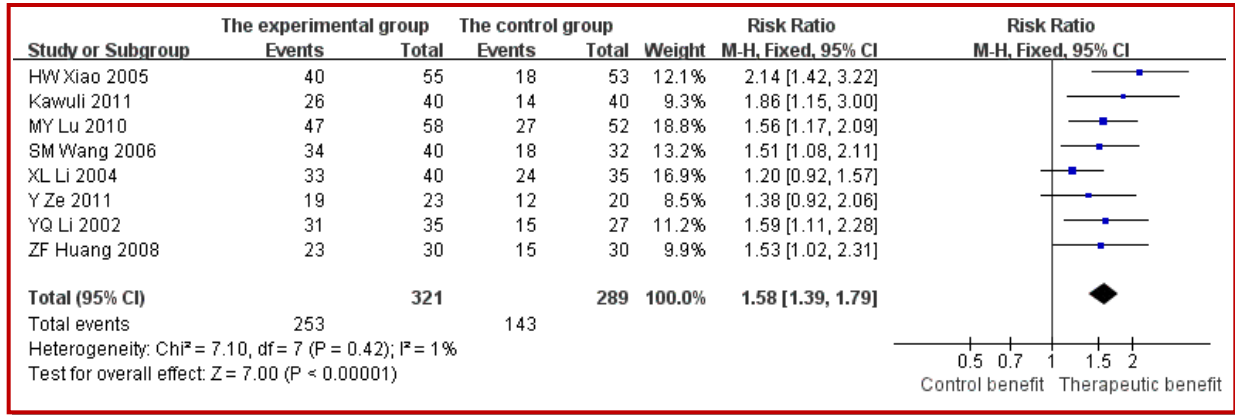 The experimental group The control group Risk Ratio Risk Ratio
Study or Subgroup Events Total Events Total Weight M-H, Fixed, 95% CI M-H, Fixed, 95% CI
HW Xiao 2005 40 55 18 53 12.1% 2.14 [1.42, 3.22]
Kawuli 2011 26 40 14 40 9.3% 1.86 [1.15, 3.00]
MY Lu 2010 47 58 27 52 18.8% 1.56 [1.17, 2.09]
SM Wang 2006 34 40 18 32 13.2% 1.51 [1.08, 2.11]
XL Li 2004 33 40 24 35 16.9% 1.20 [0.92, 1.57]
Y Ze 2011 19 23 12 20 8.5% 1.38 [0.92, 2.06]
YQ Li 2002 31 35 15 27 11.2% 1.59 [1.11, 2.28]
ZF Huang 2008 23 30 15 30 9.9% 1.53 [1.02, 2.31]
Total (95% CI) 321 289 100.0% 1.58 [1.39, 1.79]
Total events 253 143
Heterogeneity: Chi² = 7.10, df = 7 (P = 0.42); I² = 1%
Test for overall effect: Z = 7.00 (P < 0.00001)
0.5 0.7 1 1.5 2
Control benefit Therapeutic benefit